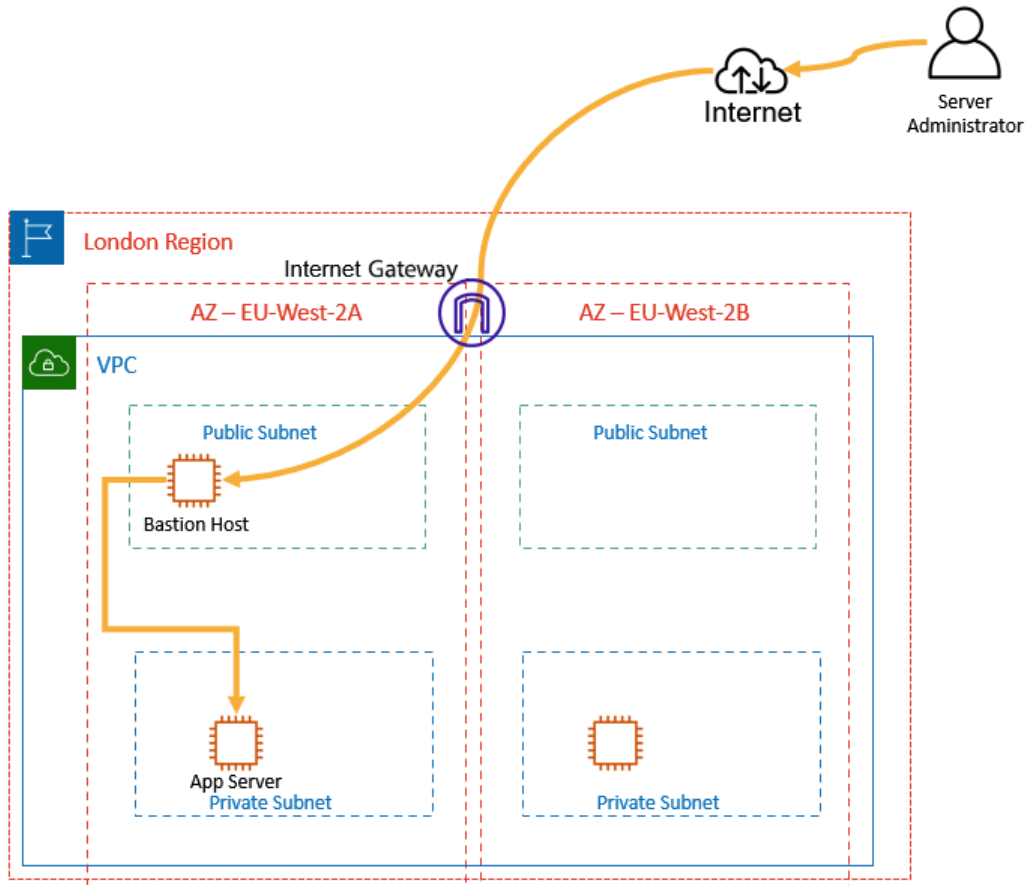 Internet
Server
Administrator
London Region
Internet Gateway
AZ – EU-West-2A
AZ – EU-West-2B
VPC
Public Subnet
Public Subnet
Bastion Host
App Server
Private Subnet
Private Subnet